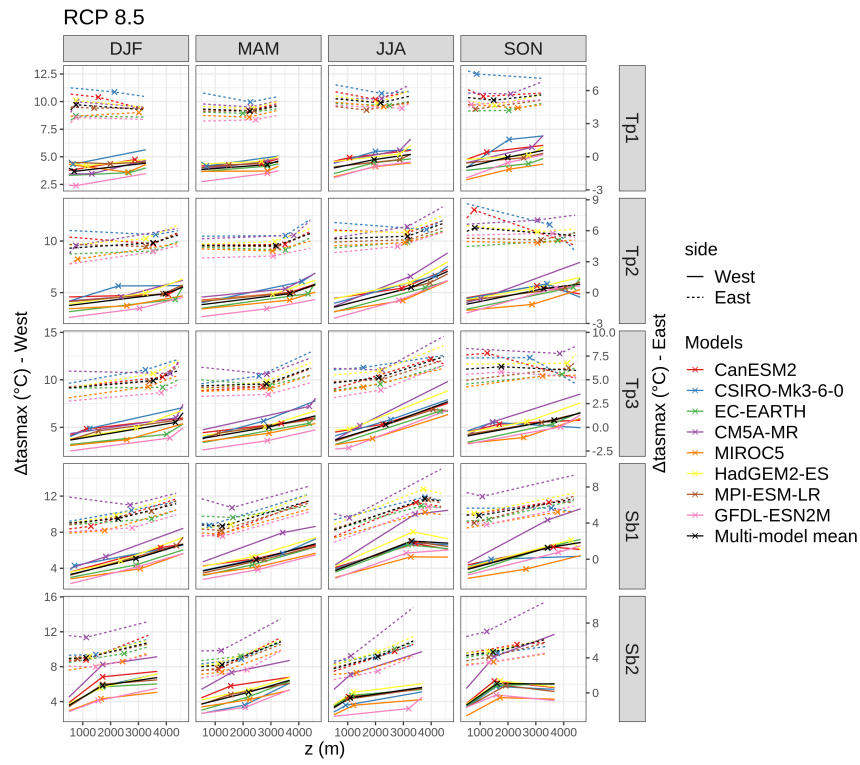 RCP 8.5
DJF MAM JJA SON
12.5
10.0
7.5
5.0
2.5
6
3
0
-3
Tp1
10
5
9
6
3
0
-3
Tp2
15
10
5
10.0
7.5
5.0
2.5
0.0
-2.5
Tp3
12
8
4
8
4
0
Sb1
16
12
8
4
8
4
0
Sb2
1000 2000 3000 4000 1000 2000 3000 4000 1000 2000 3000 4000 1000 2000 3000 4000
z (m)
Δtasmax (°C) - West
Δtasmax (°C) - East
side
West
East
Models
CanESM2
CSIRO-Mk3-6-0
EC-EARTH
CM5A-MR
MIROC5
HadGEM2-ES
MPI-ESM-LR
GFDL-ESN2M
Multi-model mean